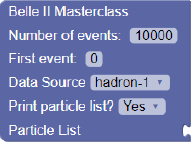 Belle II Masterclass
Number of events: 10000
First event: 0
Data Source hadron-1
Print particle list? Yes
Particle List